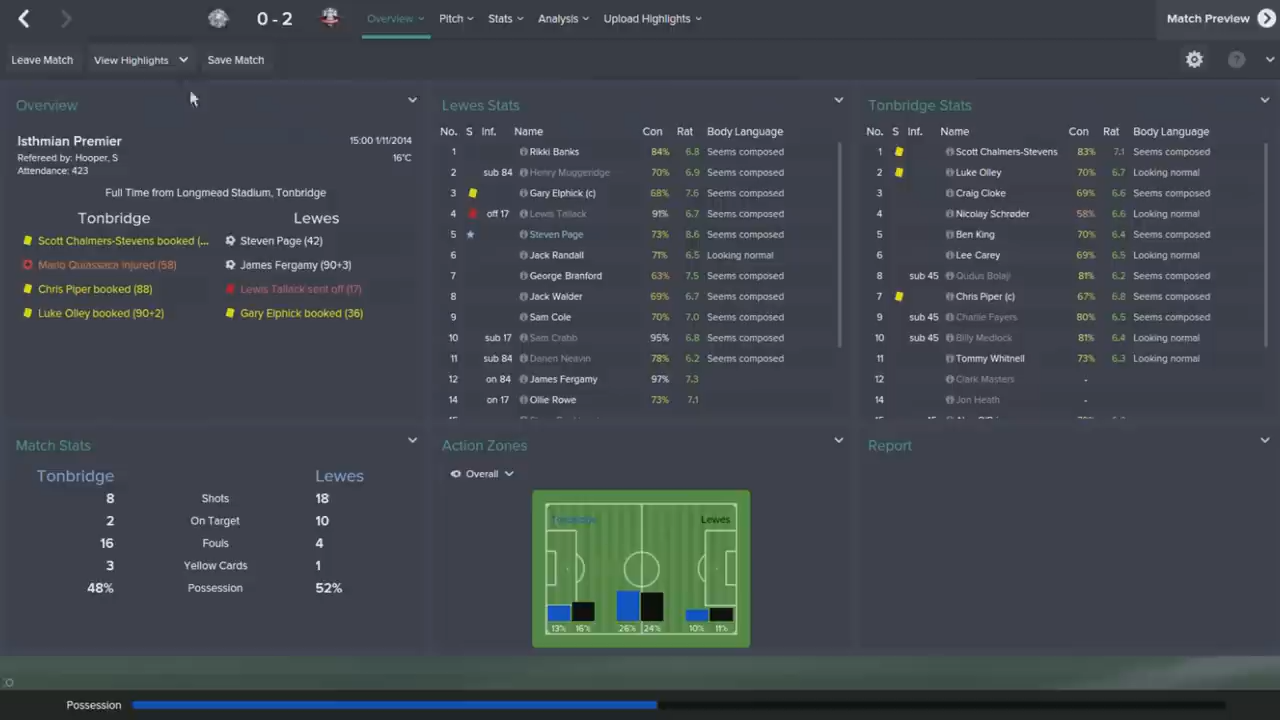 0 - 2
Overview
Pitch
Stats
Analysis
Upload Highlights
Match Preview
Leave Match
View Highlights
Save Match
Overview
Isthmian Premier
15:00 1/11/2014
Refereed by: Hooper, S
16°C
Attendance: 423
Full Time from Longmead Stadium, Tonbridge
Tonbridge Lewes
Scott Chalmers-Stevens booked (... Steven Page (42)
Mario Quiassaca injured (58) James Fergamy (90+3)
Chris Piper booked (88) Lewis Tallack sent off (17)
Luke Olley booked (90+2) Gary Elphick booked (36)
Lewes Stats
No. S Inf. Name Con Rat Body Language
1 Rikki Banks 84% 6.8 Seems composed
2 sub 84 Henry Muggeridge 70% 6.9 Seems composed
3 Gary Elphick (c) 68% 7.6 Seems composed
4 off 17 Lewis Tallack 91% 6.7 Seems composed
5 Steven Page 73% 8.6 Seems composed
6 Jack Randall 71% 6.5 Looking normal
7 George Branford 63% 7.5 Seems composed
8 Jack Walder 69% 6.7 Seems composed
9 Sam Cole 70% 7.0 Seems composed
10 sub 17 Sam Crabb 95% 6.8 Seems composed
11 sub 84 Darren Neavin 78% 6.2 Seems composed
12 on 84 James Fergamy 97% 7.3
14 on 17 Ollie Rowe 73% 7.1
Tonbridge Stats
No. S Inf. Name Con Rat Body Language
1 Scott Chalmers-Stevens 83% 7.1 Seems composed
2 Luke Olley 70% 6.7 Looking normal
3 Craig Cloke 69% 6.6 Seems composed
4 Nicolay Schrøder 58% 6.6 Looking normal
5 Ben King 70% 6.4 Seems composed
6 Lee Carey 69% 6.5 Looking normal
8 sub 45 Qudus Bolaji 81% 6.2 Seems composed
7 Chris Piper (c) 67% 6.8 Seems composed
9 sub 45 Charlie Fayers 80% 6.5 Seems composed
10 sub 45 Billy Medlock 81% 6.4 Looking normal
11 Tommy Whitnell 73% 6.3 Looking normal
12 Clark Masters -
14 Jon Heath -
Match Stats
Tonbridge Lewes
8 Shots 18
2 On Target 10
16 Fouls 4
3 Yellow Cards 1
48% Possession 52%
Action Zones
Overall
Tonbridge Lewes
13% 16% 26% 24% 10% 11%
Report
Possession